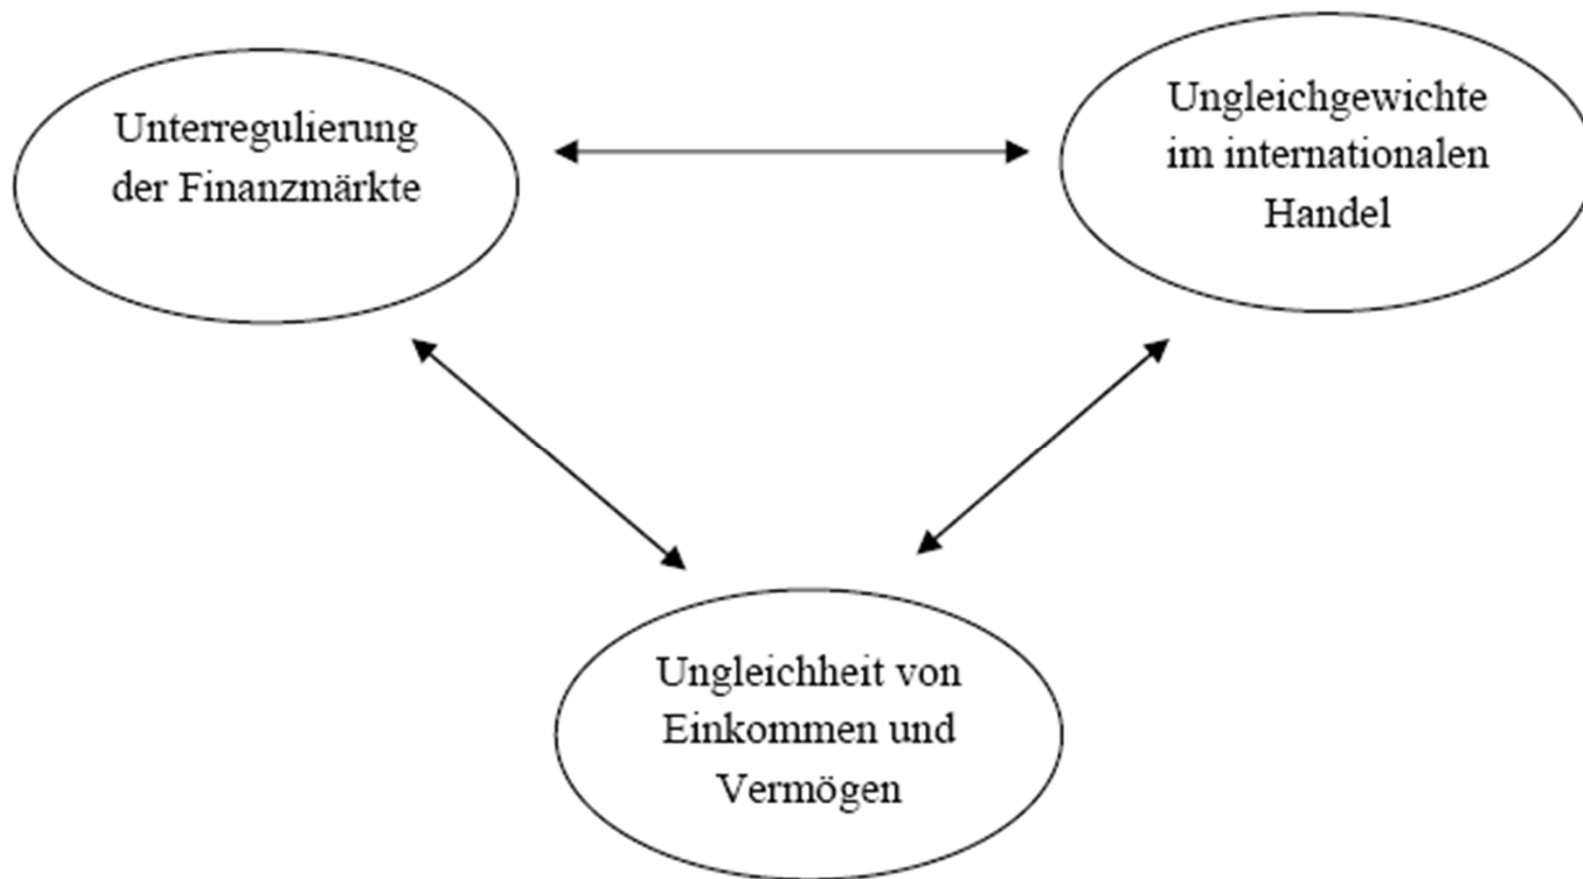 Unterregulierung
der Finanzmärkte
Ungleichgewichte
im internationalen
Handel
Ungleichheit von
Einkommen und
Vermögen